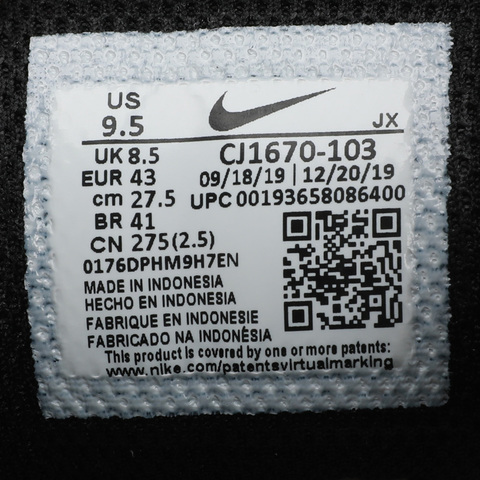 US
9.5
JX
UK 8.5
CJ1670-103
EUR 43
09/18/19 | 12/20/19
cm 27.5
UPC 00193658086400
BR 41
CN 275(2.5)
0176DPHM9H7EN
MADE IN INDONESIA
HECHO EN INDONESIA
FABRIQUE EN INDONESIE
FABRICADO NA INDONÉSIA
This product is covered by one or more patents:
www.nike.com/patentsvirtualmarking